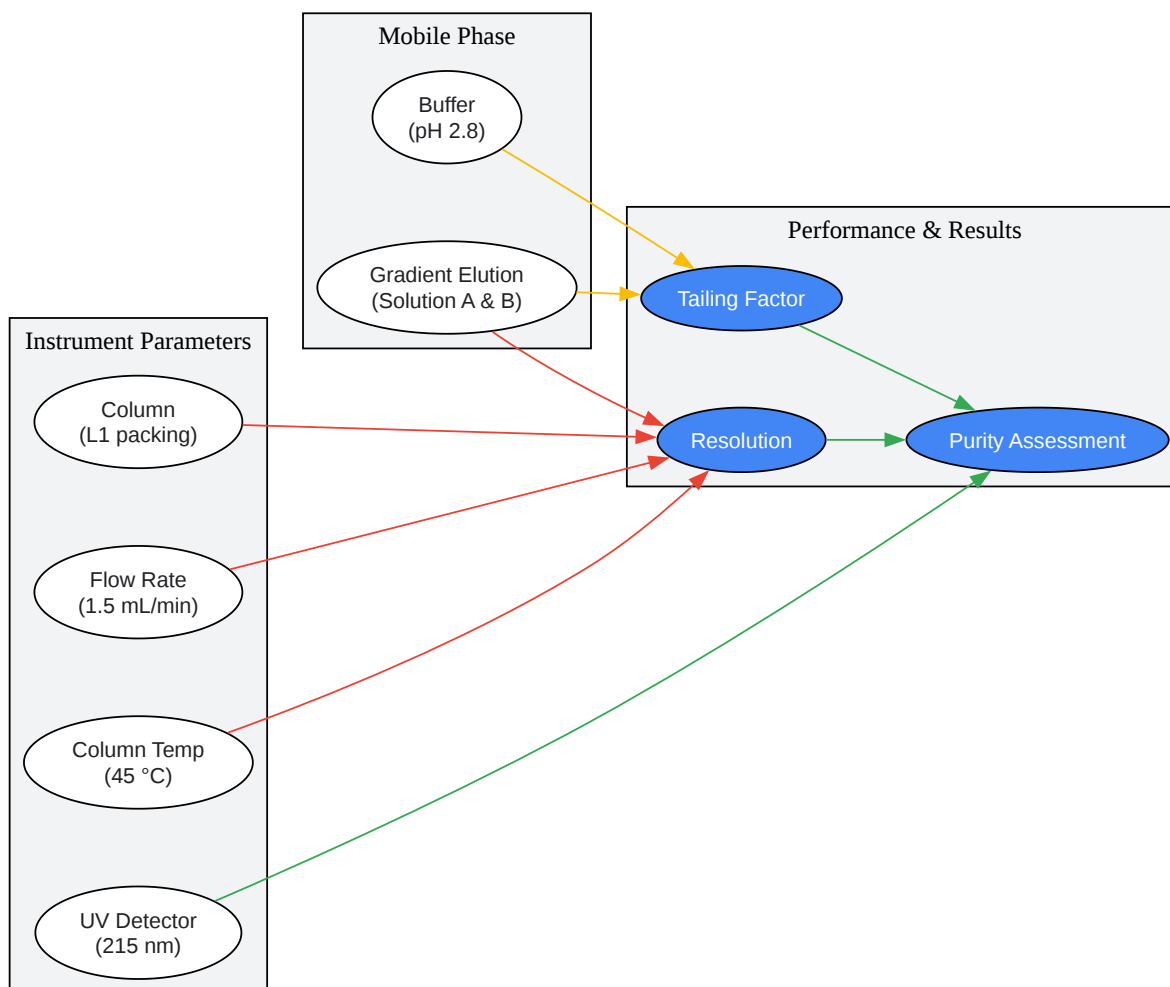 Mobile Phase
Buffer
(pH 2.8)
Gradient Elution
(Solution A & B)
Performance & Results
Tailing Factor
Resolution
Purity Assessment
Instrument Parameters
Column
(L1 packing)
Flow Rate
(1.5 mL/min)
Column Temp
(45 °C)
UV Detector
(215 nm)